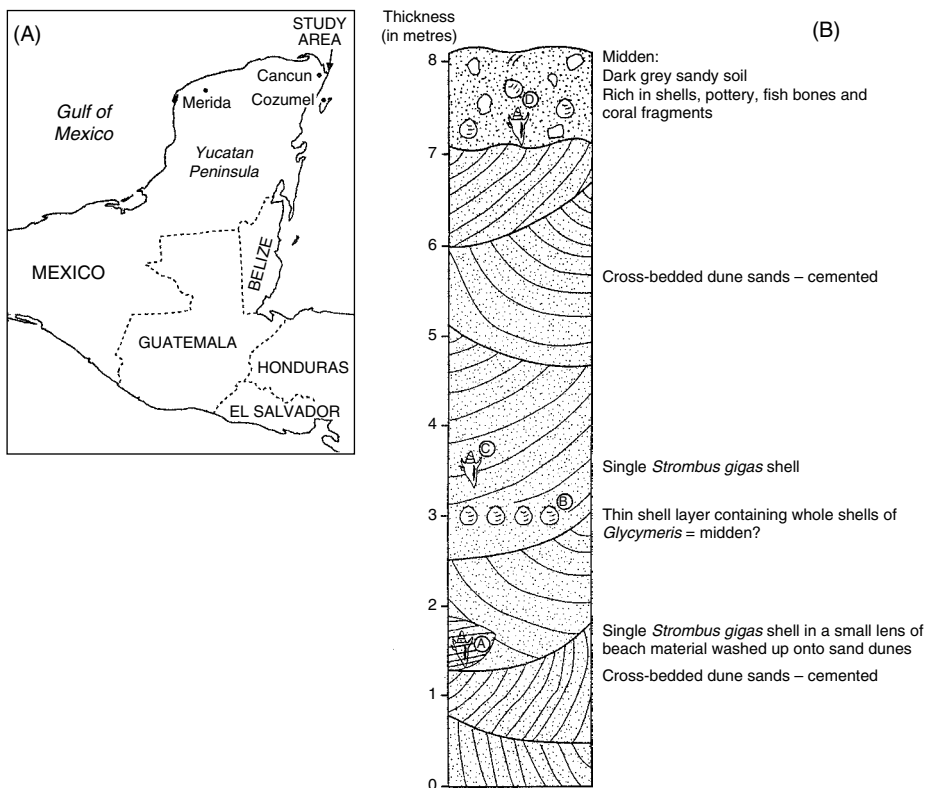 (A)
STUDY
AREA
Cancun
Cozumel
Merida
Gulf of
Mexico
Yucatan
Peninsula
MEXICO
BELIZE
GUATEMALA
HONDURAS
EL SALVADOR
Thickness
(in metres)
(B)
8
7
6
5
4
3
2
1
0
D
C
B
A
Midden:
Dark grey sandy soil
Rich in shells, pottery, fish bones and
coral fragments
Cross-bedded dune sands – cemented
Single Strombus gigas shell
Thin shell layer containing whole shells of
Glycymeris = midden?
Single Strombus gigas shell in a small lens of
beach material washed up onto sand dunes
Cross-bedded dune sands – cemented